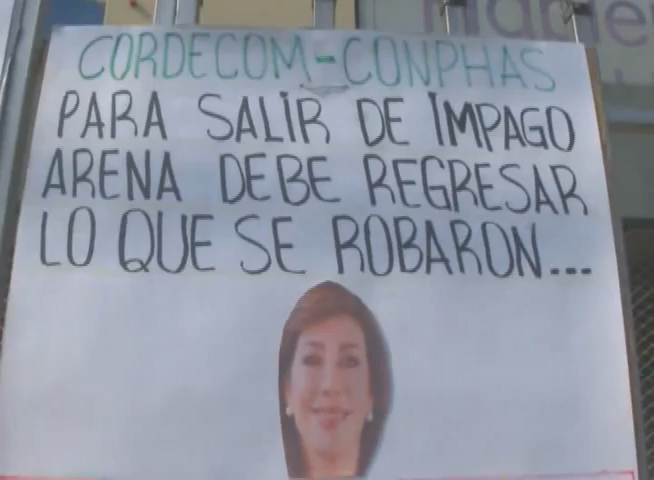 CORDECOM-CONPHAS
PARA SALIR DE IMPAGO
ARENA DEBE REGRESAR
LO QUE SE ROBARON...